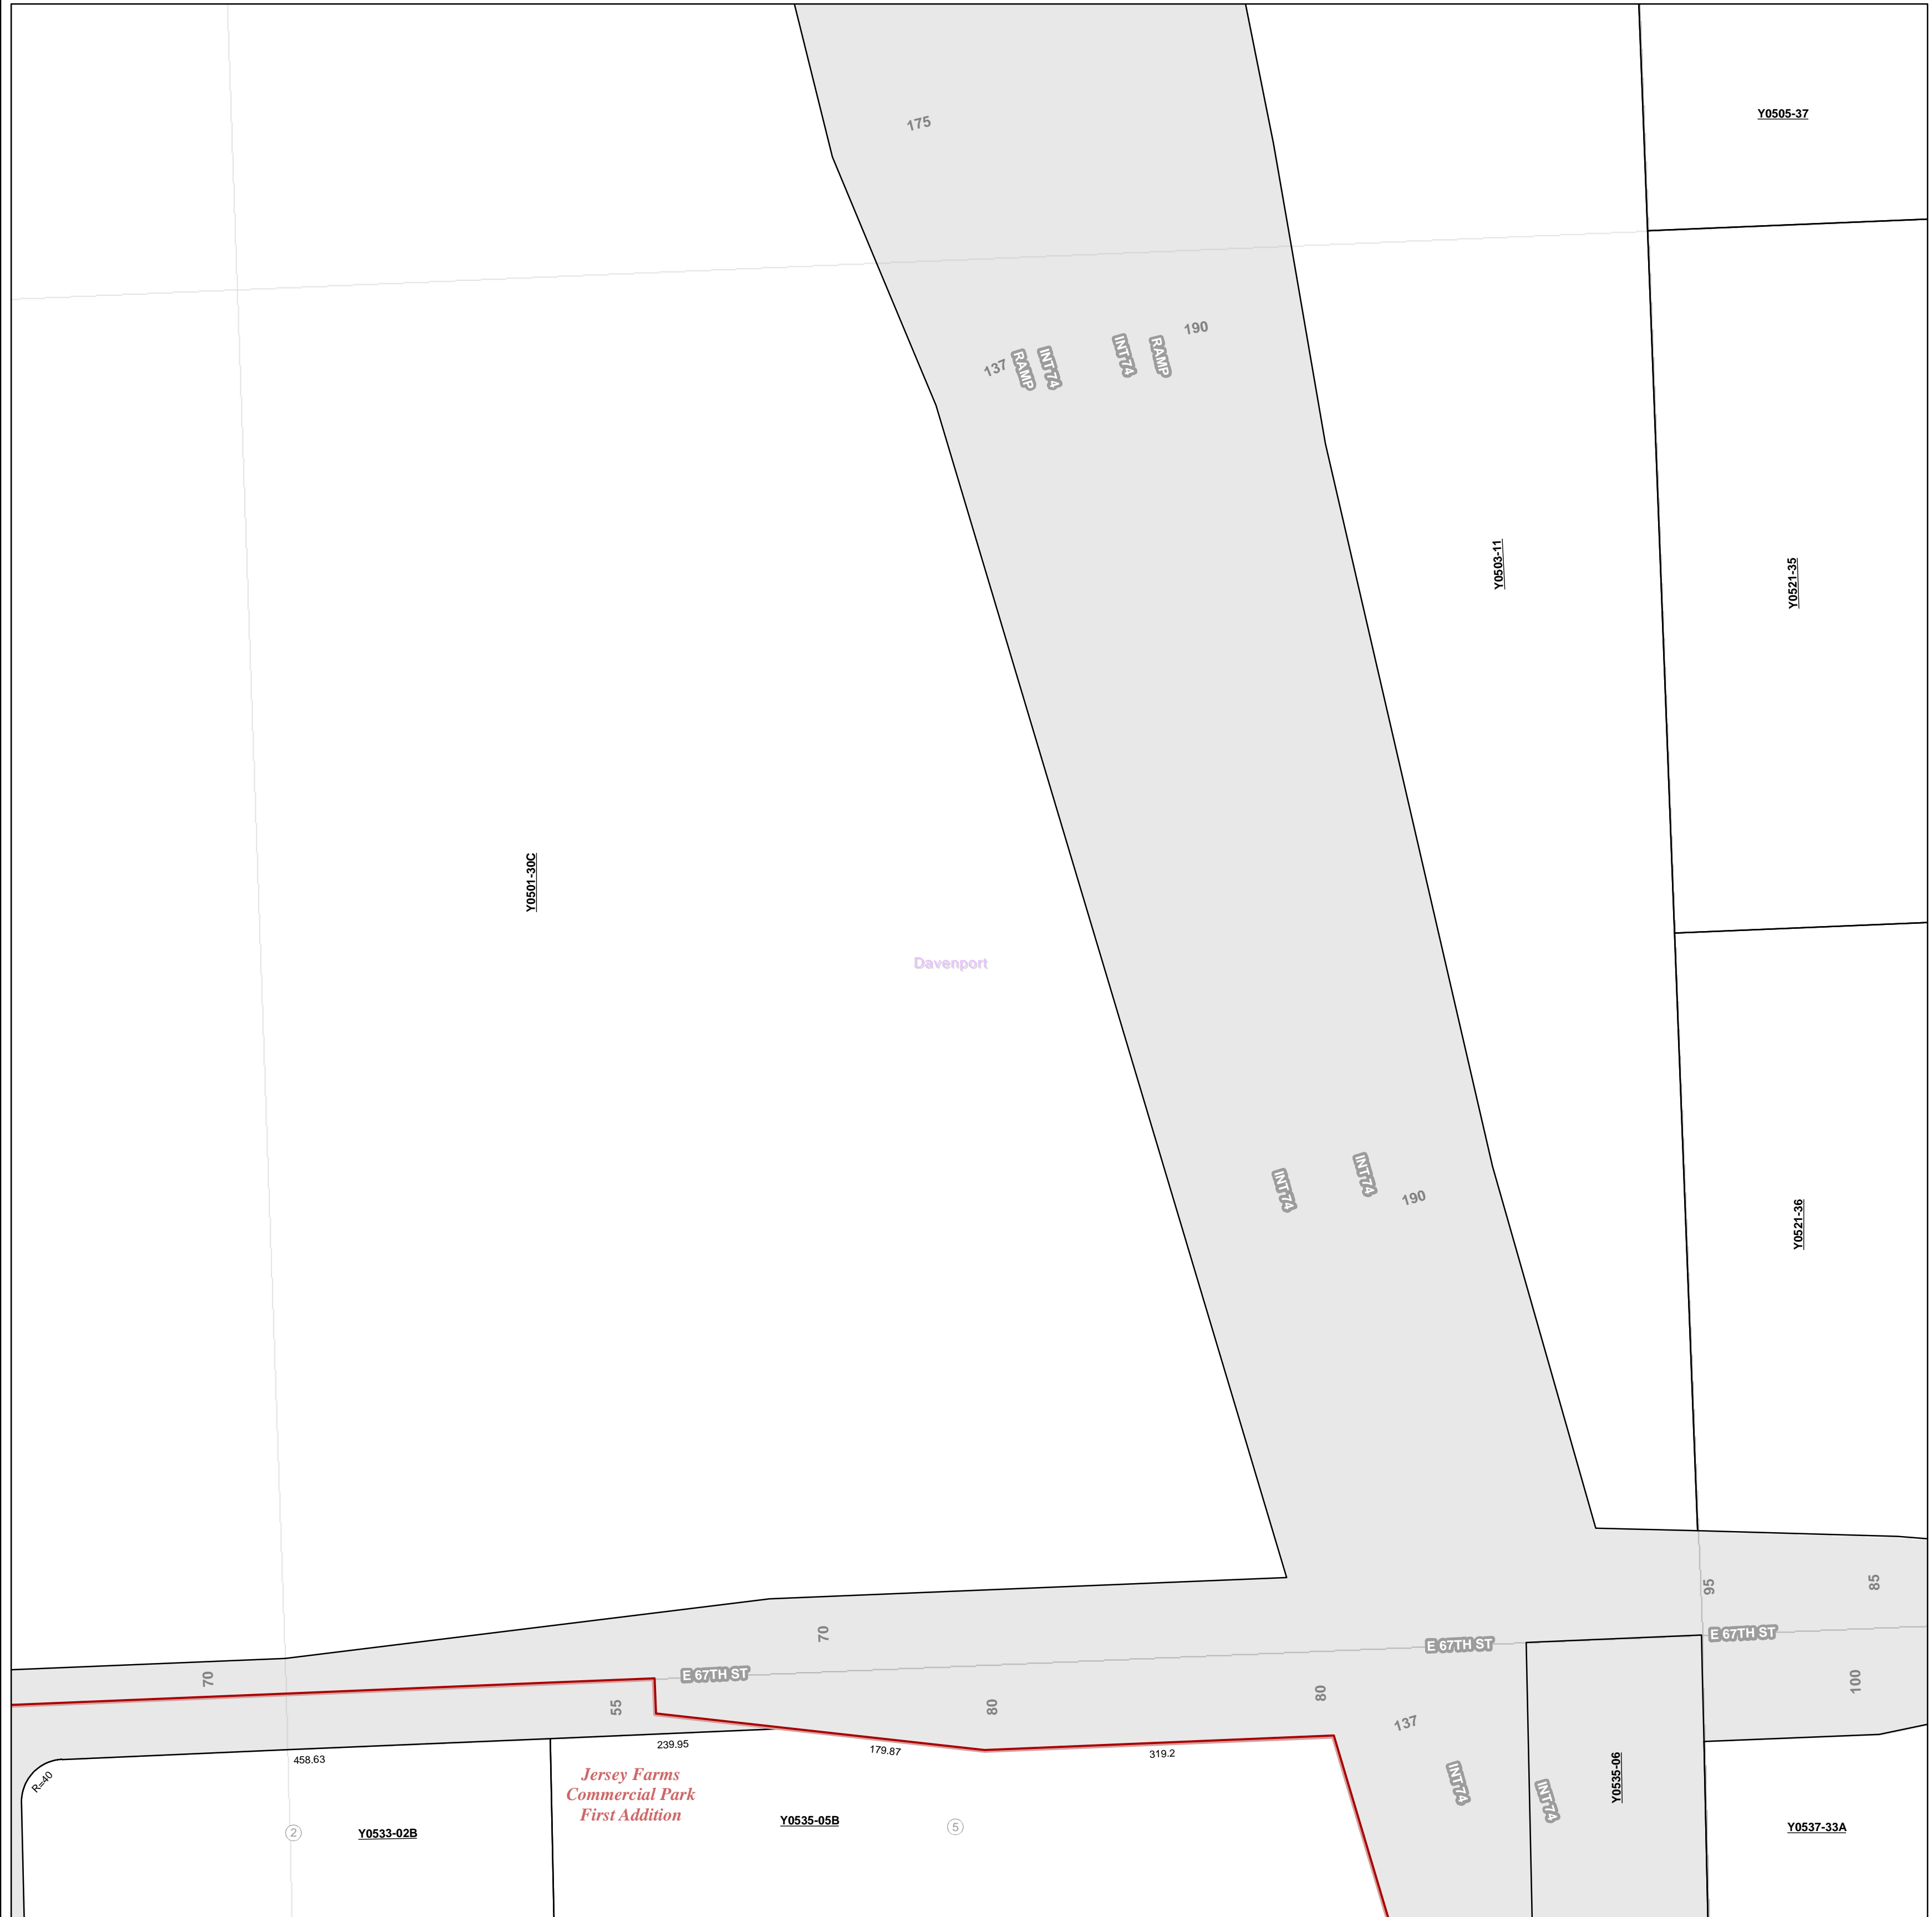 175
Y0505-37
190
137
RAMP
INT 74
INT 74
RAMP
Y0503-11
Y0521-35
Y0501-30C
Davenport
INT 74
INT 74
190
Y0521-36
95
85
70
E 67TH ST
E 67TH ST
70
E 67TH ST
100
55
80
80
137
239.95
179.87
319.2
458.63
R=40
Jersey Farms
Commercial Park
First Addition
INT 74
INT 74
Y0535-06
2
Y0533-02B
Y0535-05B
5
Y0537-33A